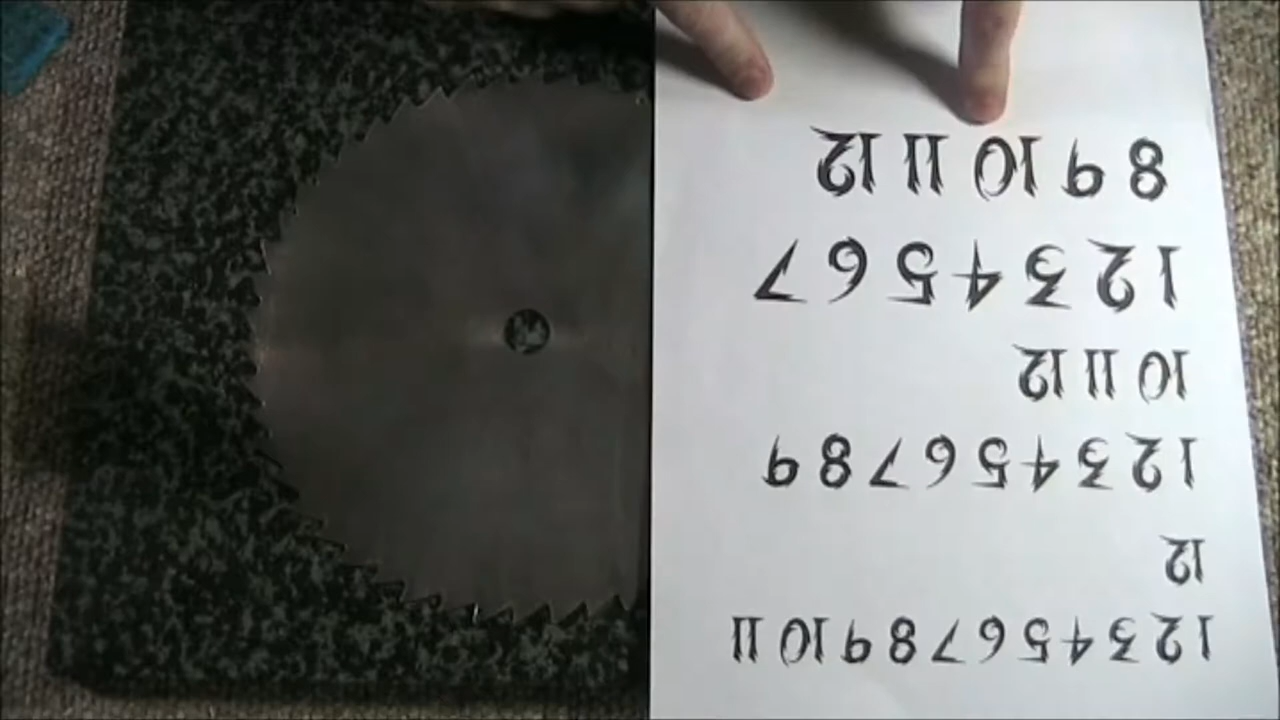 1 2 3 4 5 6 7 8 9 10 11
12
1 2 3 4 5 6 7 8 9
10 11 12
1 2 3 4 5 6 7
8 9 10 11 12